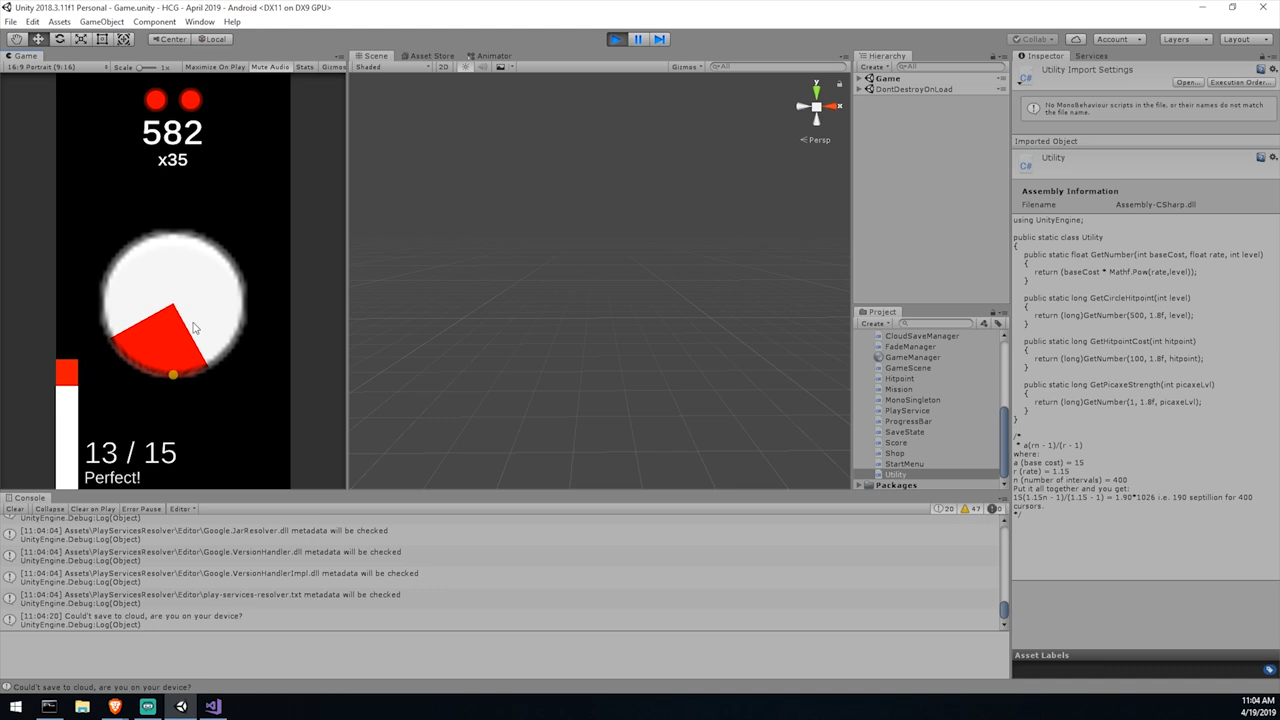 Unity 2018.3.11f1 Personal - Game.unity - HCG - April 2019 - Android <DX11 on DX9 GPU>
File Edit Assets GameObject Component Window Help
Center Local
Collab Account Layers Layout
Game
16:9 Portrait (9:16) Scale 1x Maximize On Play Mute Audio Stats Gizmos
582
x35
13 / 15
Perfect!
Scene Asset Store Animator
Shaded 2D Gizmos All
y
x
Persp
Hierarchy
Create All
Game
DontDestroyOnLoad
Project
Create
CloudSaveManager
FadeManager
GameManager
GameScene
Hitpoint
Mission
MonoSingleton
PlayService
ProgressBar
SaveState
Score
Shop
StartMenu
Utility
Packages
Inspector Services
Utility Import Settings
Open... Execution Order...
No MonoBehaviour scripts in the file, or their names do not
match the file name.
Imported Object
Utility
Assembly Information
Filename Assembly-CSharp.dll
using UnityEngine;
public static class Utility
{
public static float GetNumber(int baseCost, float rate, int level)
{
return (baseCost * Mathf.Pow(rate,level));
}
public static long GetCircleHitpoint(int level)
{
return (long)GetNumber(500, 1.8f, level);
}
public static long GetHitpointCost(int hitpoint)
{
return (long)GetNumber(100, 1.8f, hitpoint);
}
public static long GetPicaxeStrength(int picaxeLvl)
{
return (long)GetNumber(1, 1.8f, picaxeLvl);
}
}
/*
* a(rn - 1)/(r - 1)
where:
a (base cost) = 15
r (rate) = 1.15
n (number of intervals) = 400
Put it all together and you get:
15(1.15n - 1)/(1.15 - 1) = 1.90*1026 i.e. 190 septillion for 400
cursors.
*/
Asset Labels
Console
Clear Collapse Clear on Play Error Pause Editor 20 47 0
UnityEngine.Debug:Log(Object)
[11:04:04] Assets\PlayServicesResolver\Editor\Google.JarResolver.dll metadata will be checked
UnityEngine.Debug:Log(Object)
[11:04:04] Assets\PlayServicesResolver\Editor\Google.VersionHandler.dll metadata will be checked
UnityEngine.Debug:Log(Object)
[11:04:04] Assets\PlayServicesResolver\Editor\Google.VersionHandlerImpl.dll metadata will be checked
UnityEngine.Debug:Log(Object)
[11:04:04] Assets\PlayServicesResolver\Editor\play-services-resolver.txt metadata will be checked
UnityEngine.Debug:Log(Object)
[11:04:20] Could't save to cloud, are you on your device?
UnityEngine.Debug:Log(Object)
Could't save to cloud, are you on your device?
11:04 AM
4/19/2019